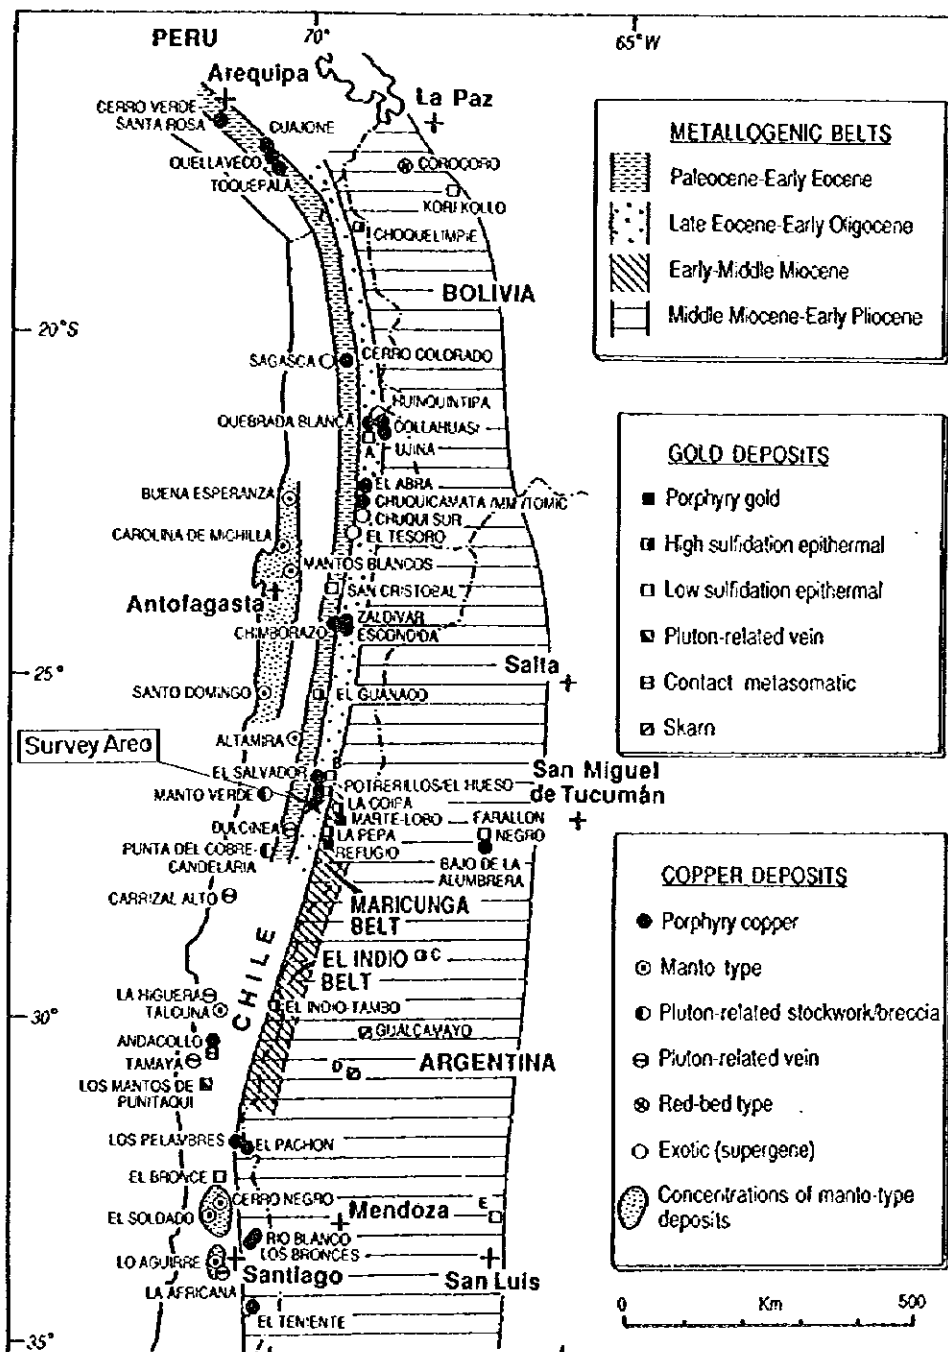 PERU
70°
65°W
Arequipa
La Paz
CERRO VERDE
SANTA ROSA
CUAJONE
QUELLAVECO
TOQUEPALA
COROCORO
KORI KOLLO
CHOQUELIMPIE
BOLIVIA
20°S
SAGASCA
CERRO COLORADO
HUINQUINTIPA
QUEBRADA BLANCA
COLLAHUASI
A
UJINA
EL ABRA
BUENA ESPERANZA
CHUQUICAMATA /MM /TOMIC
CHUQUI SUR
CAROLINA DE MICHILLA
EL TESORO
MANTOS BLANCOS
SAN CRISTOBAL
Antofagasta
ZALDIVAR
CHIMBORAZO
ESCONDIDA
Salta
25°
SANTO DOMINGO
EL GUANACO
ALTAMIRA
Survey Area
B
EL SALVADOR
San Miguel
de Tucumán
POTRERILLOS/EL HUESO
MANTO VERDE
LA COIPA
MARTE-LOBO
FARALLON
NEGRO
DULCINEA
LA PEPA
REFUGIO
PUNTA DEL COBRE-
CANDELARIA
BAJO DE LA
ALUMBRERA
CARRIZAL ALTO
MARICUNGA
BELT
CHILE
EL INDIO
BELT
C
LA HIGUERA
TALCUNA
EL INDIO-TAMBO
30°
GUALCAMAYO
ANDACOLLO
TAMAYA
D
ARGENTINA
LOS MANTOS DE
PUNITAQUI
LOS PELAMBRES
EL PACHON
EL BRONCE
CERRO NEGRO
E
EL SOLDADO
Mendoza
RIO BLANCO
LOS BRONCES
LO AGUIRRE
Santiago
San Luis
LA AFRICANA
EL TENIENTE
35°
METALLOGENIC BELTS
Paleocene-Early Eocene
Late Eocene-Early Oligocene
Early-Middle Miocene
Middle Miocene-Early Pliocene
GOLD DEPOSITS
Porphyry gold
High sulfidation epithermal
Low sulfidation epithermal
Pluton-related vein
Contact metasomatic
Skarn
COPPER DEPOSITS
Porphyry copper
Manto type
Pluton-related stockwork/breccia
Pluton-related vein
Red-bed type
Exotic (supergene)
Concentrations of manto-type
deposits
0 Km 500